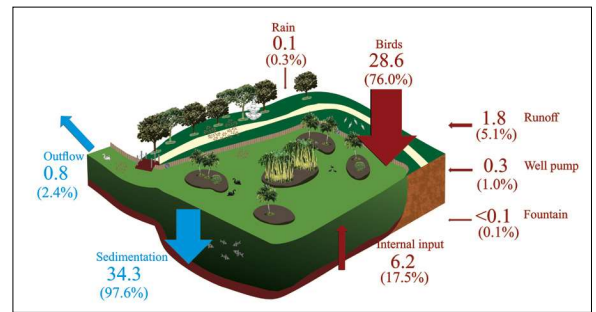 Rain
0.1
(0.3%)
Birds
28.6
(76.0%)
1.8 Runoff
(5.1%)
Outflow
0.8
(2.4%)
0.3 Well pump
(1.0%)
<0.1 Fountain
(0.1%)
Sedimentation
34.3
(97.6%)
Internal input
6.2
(17.5%)